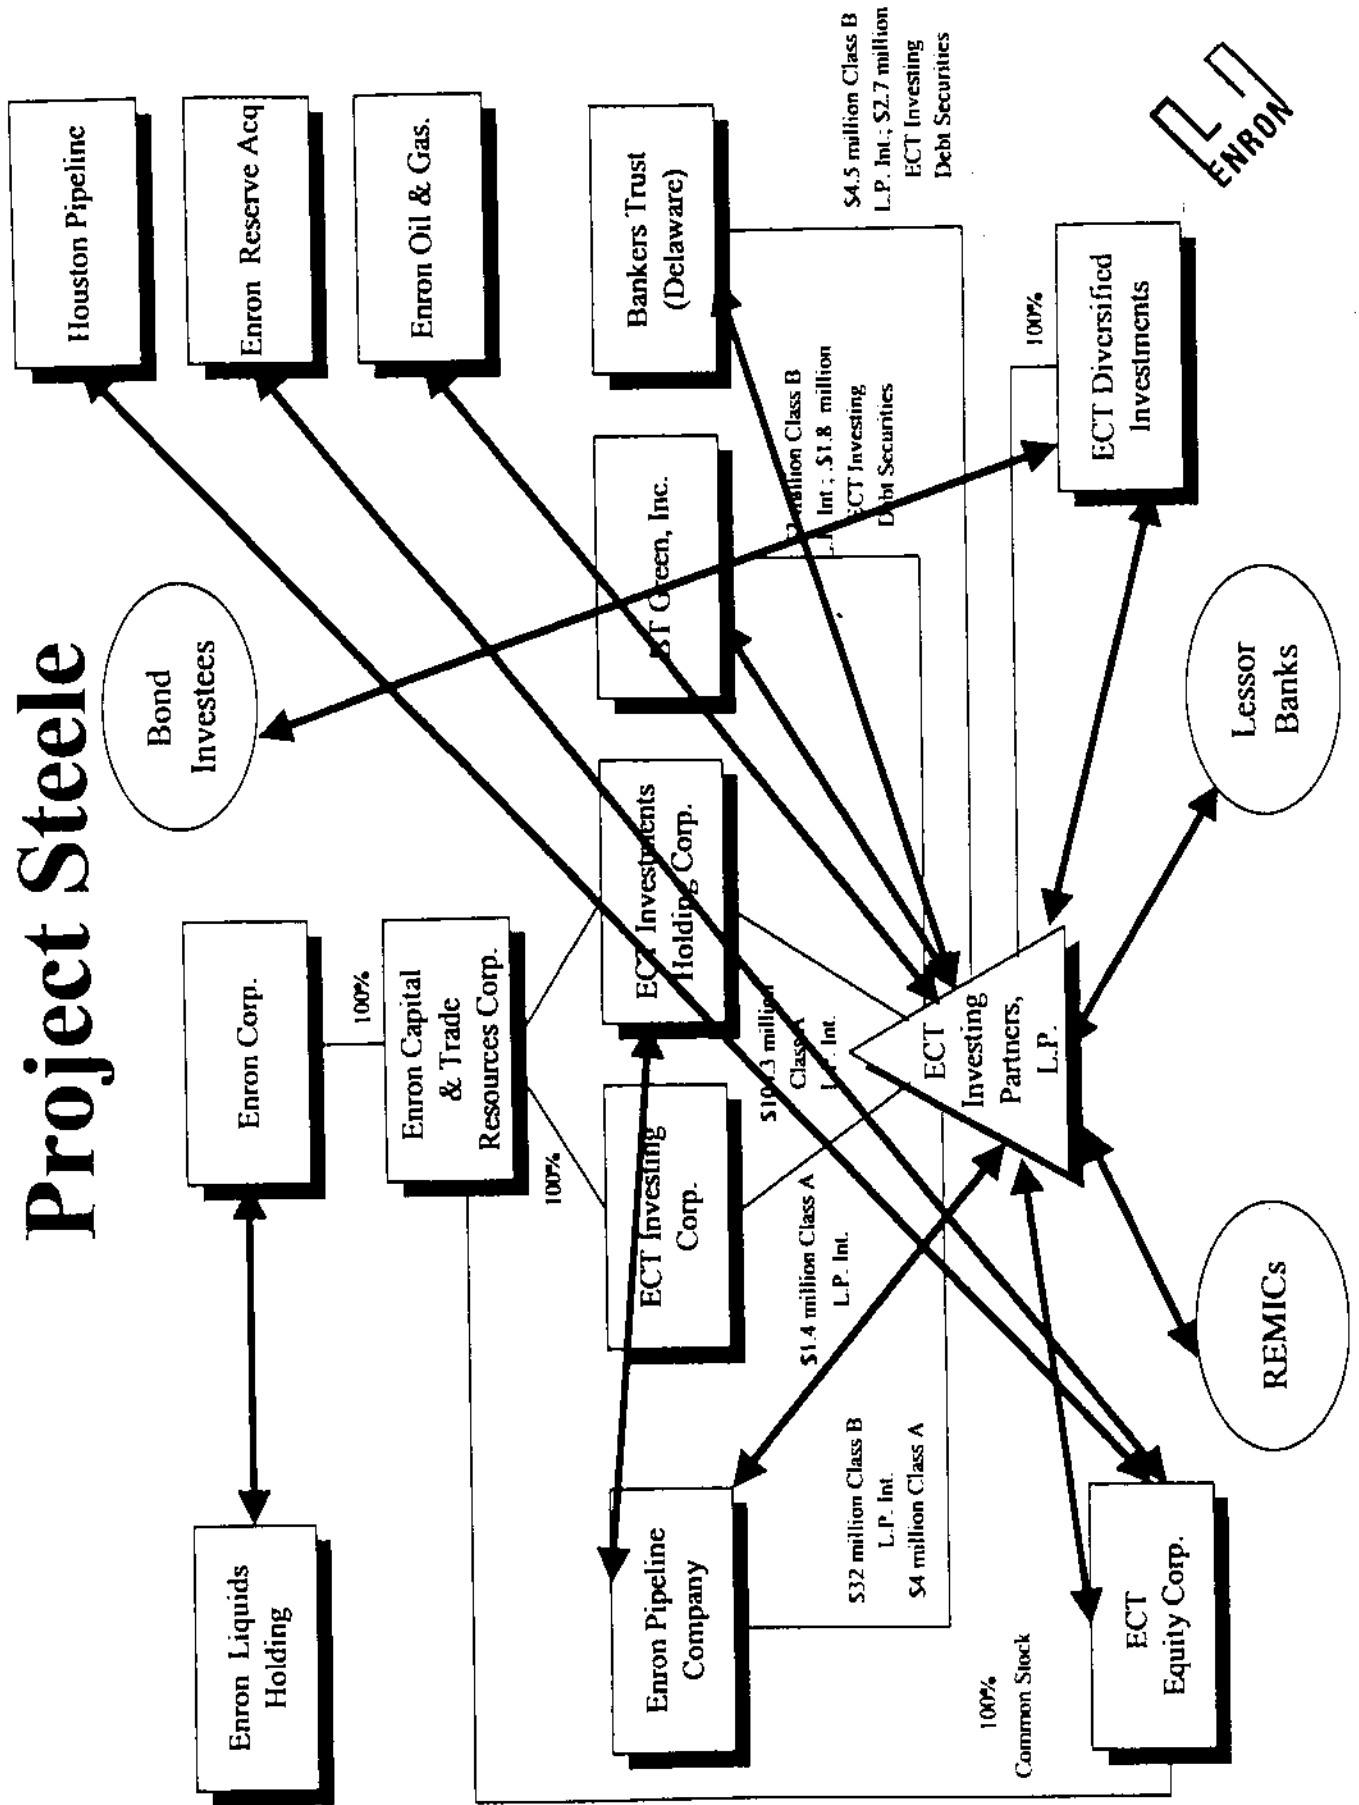 Project Steele
Enron Liquids
Holding
Enron Corp.
Bond
Investees
Houston Pipeline
100%
Enron Capital
& Trade
Resources Corp.
Enron Reserve Acq
Enron Oil & Gas.
100%
Enron Pipeline
Company
ECT Investing
Corp.
ECT Investments
Holding Corp.
BT Green, Inc.
Bankers Trust
(Delaware)
$32 million Class B
L.P. Int.
$4 million Class A
$1.4 million Class A
L.P. Int.
million
Class A
L.P. Int.
million Class B
Int.; $1.8 million
ECT Investing
Debt Securities
$4.5 million Class B
L.P. Int.; $2.7 million
ECT Investing
Debt Securities
ECT
Investing
Partners,
L.P.
100%
Common Stock
100%
ECT
Equity Corp.
REMICs
Lessor
Banks
ECT Diversified
Investments
ENRON